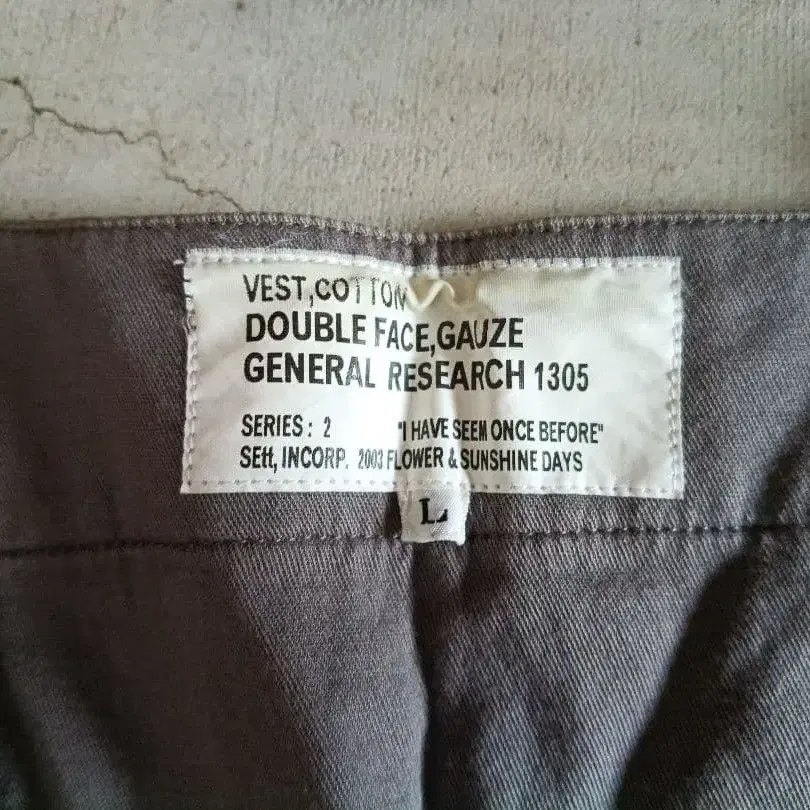 VEST,COTTON
DOUBLE FACE,GAUZE
GENERAL RESEARCH 1305
SERIES: 2 "I HAVE SEEM ONCE BEFORE"
SEtt, INCORP. 2003 FLOWER & SUNSHINE DAYS
L